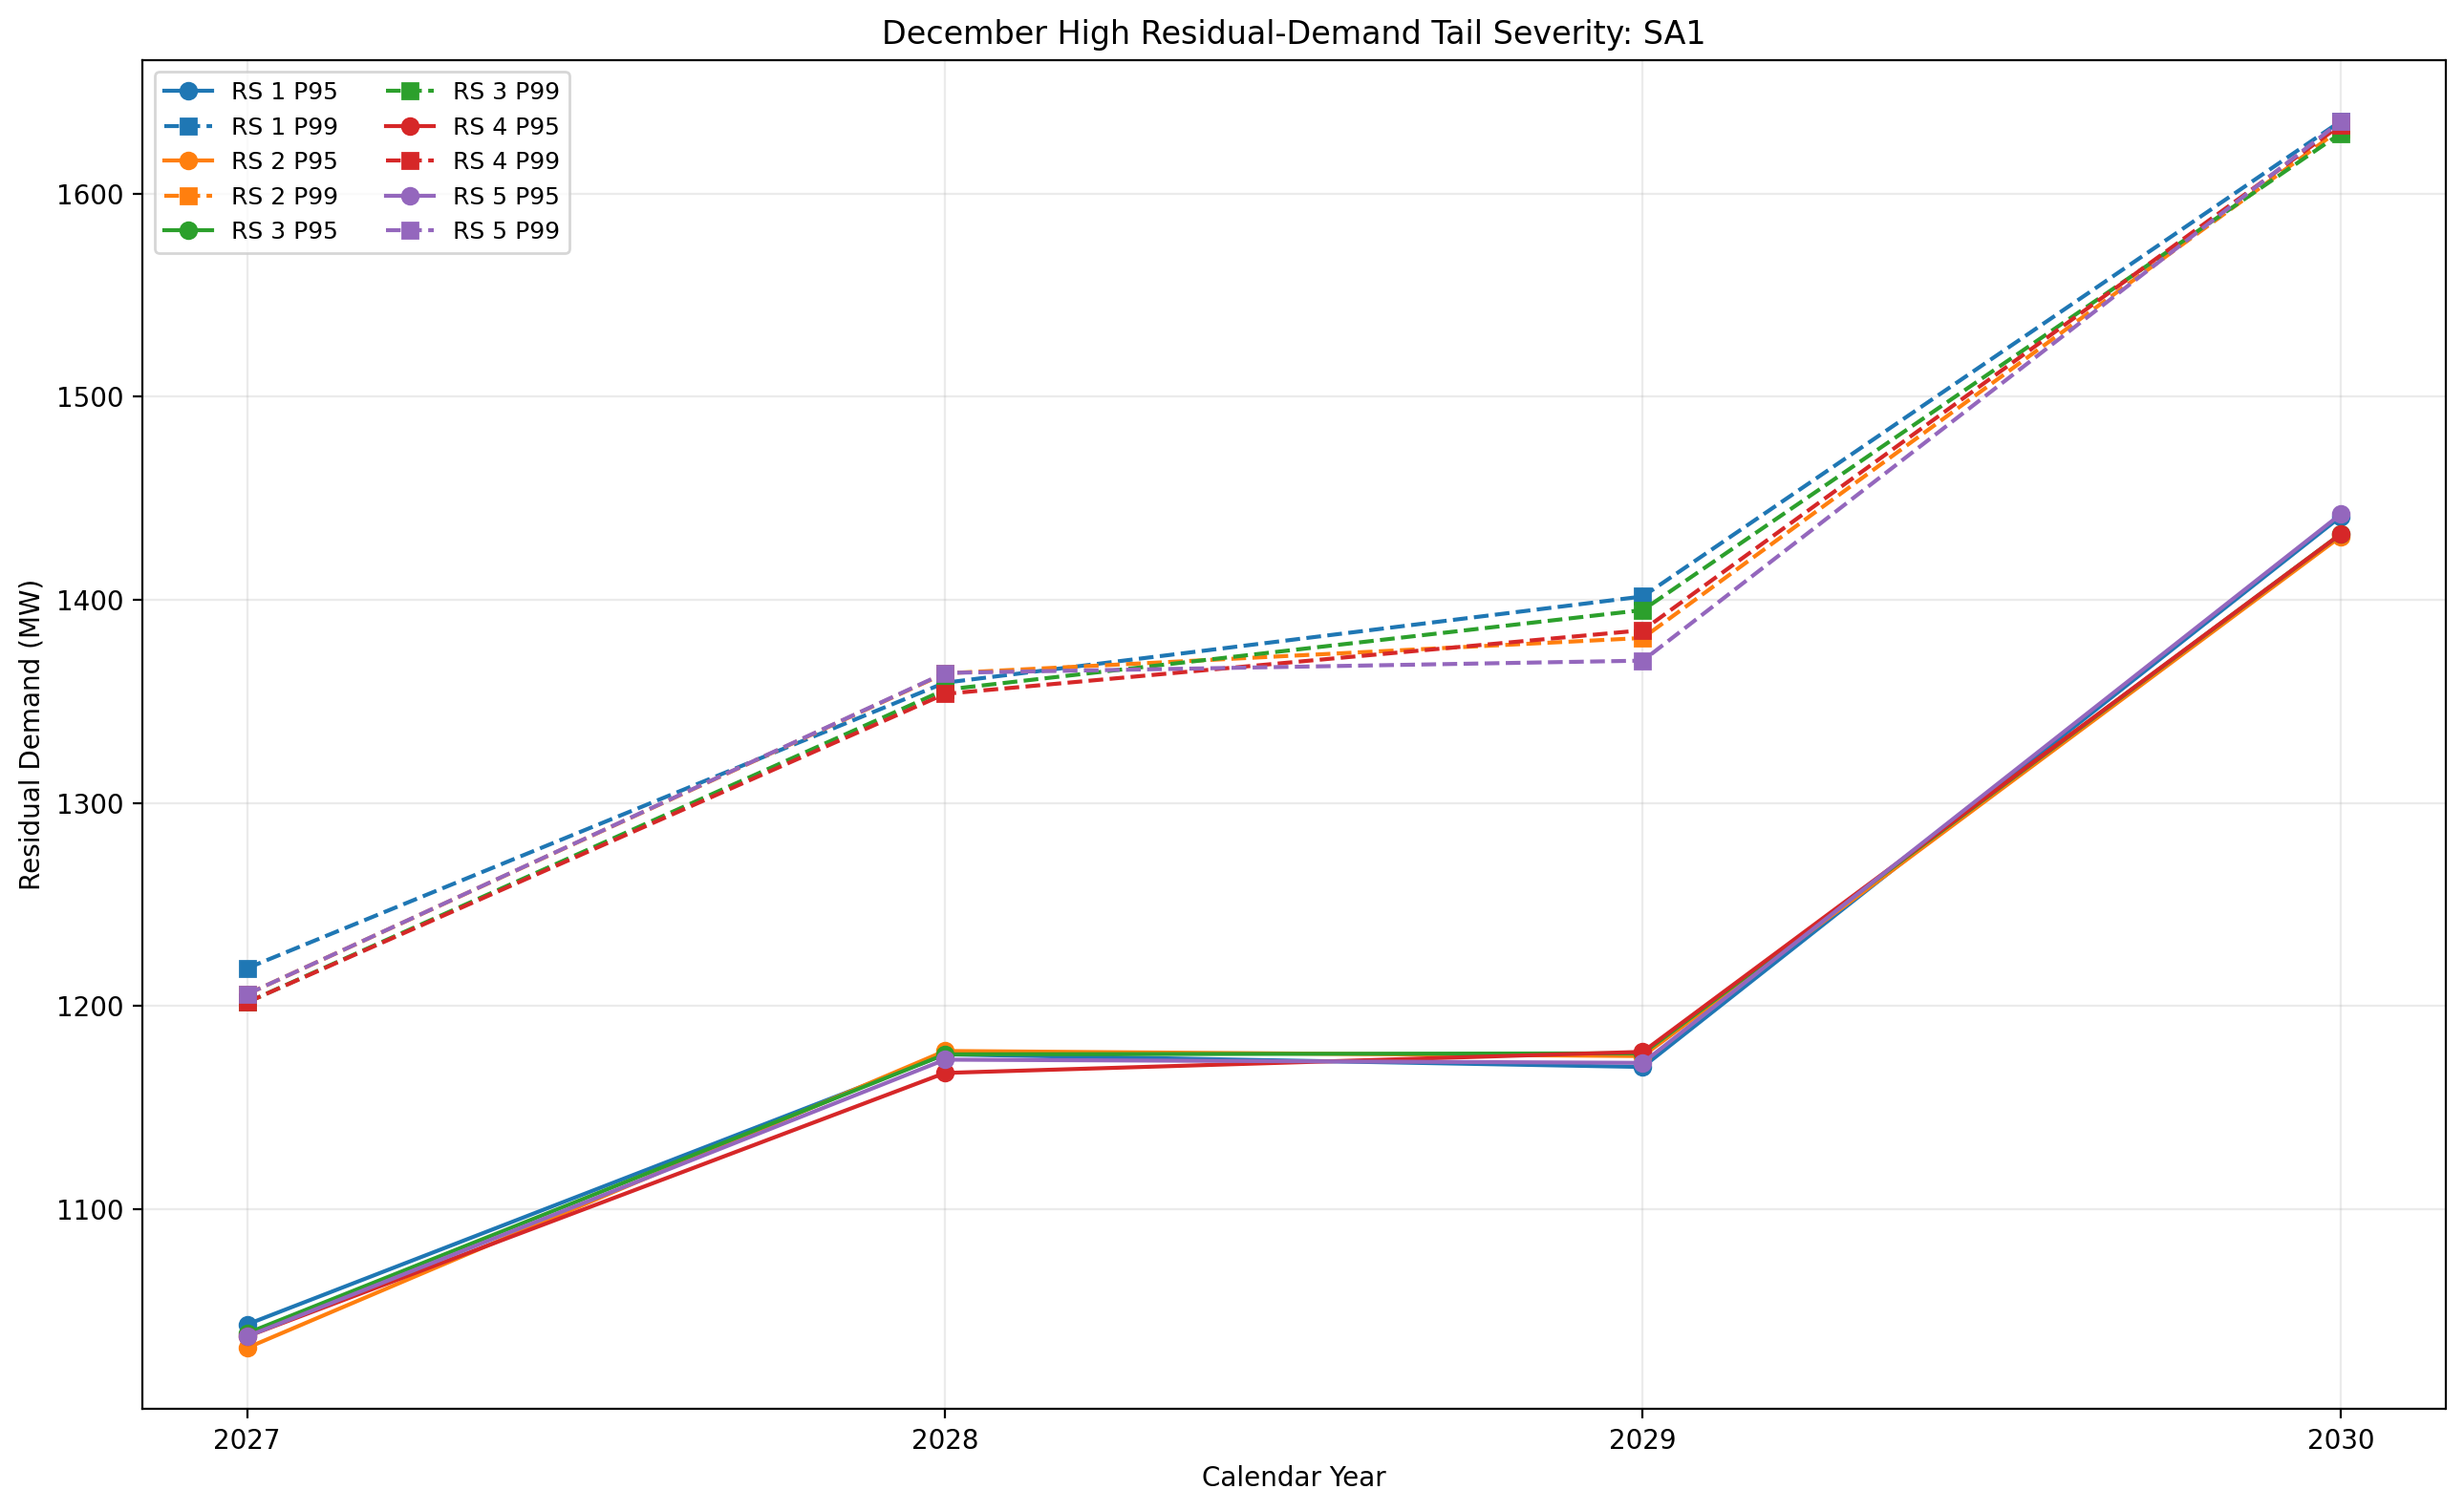 December High Residual-Demand Tail Severity: SA1
RS 1 P95
RS 1 P99
RS 2 P95
RS 2 P99
RS 3 P95
RS 3 P99
RS 4 P95
RS 4 P99
RS 5 P95
RS 5 P99
Residual Demand (MW)
1600
1500
1400
1300
1200
1100
2027
2028
2029
2030
Calendar Year